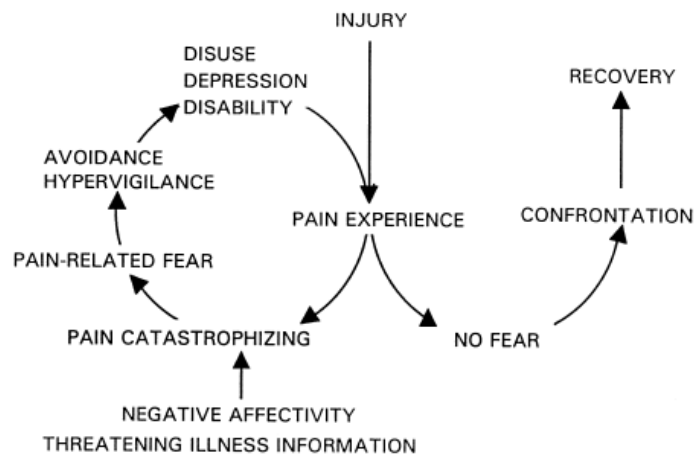 INJURY
DISUSE
DEPRESSION
DISABILITY
RECOVERY
AVOIDANCE
HYPERVIGILANCE
PAIN EXPERIENCE
CONFRONTATION
PAIN-RELATED FEAR
PAIN CATASTROPHIZING
NO FEAR
NEGATIVE AFFECTIVITY
THREATENING ILLNESS INFORMATION